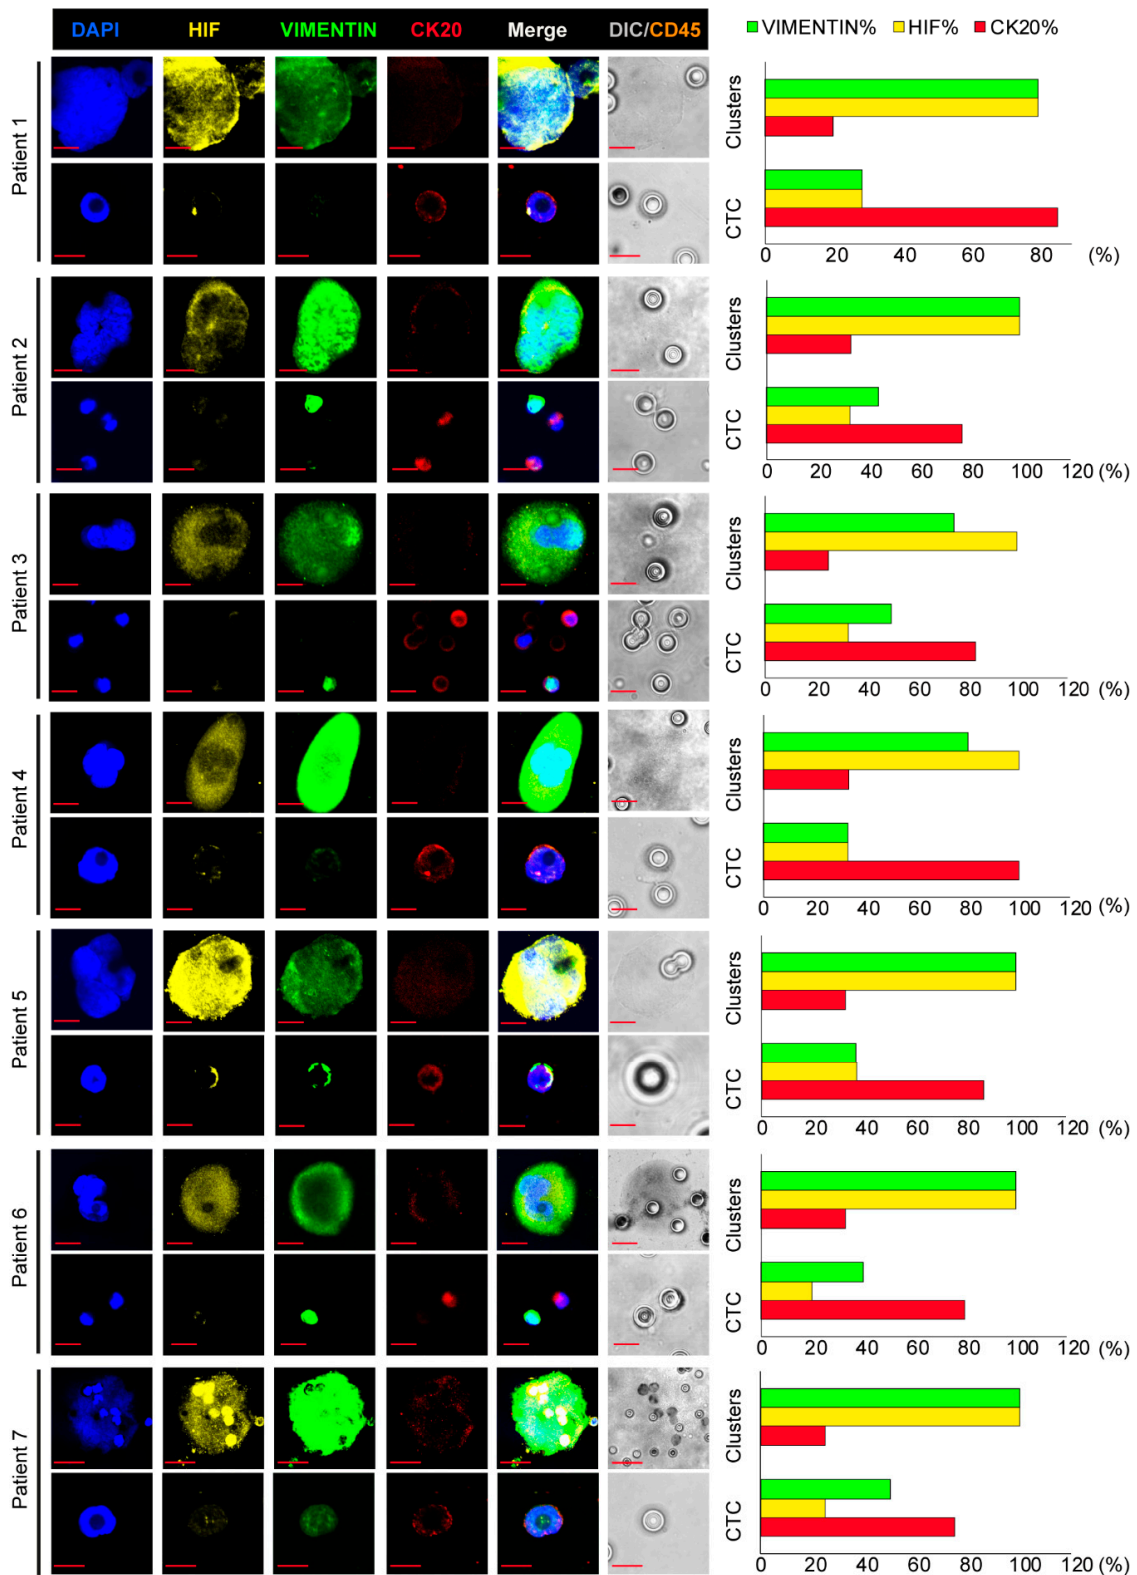 DAPI HIF VIMENTIN CK20 Merge DIC/CD45
VIMENTIN% HIF% CK20%
Patient 1
Clusters
CTC
0 20 40 60 80 (%)
Patient 2
Clusters
CTC
0 20 40 60 80 100 120 (%)
Patient 3
Clusters
CTC
0 20 40 60 80 100 120 (%)
Patient 4
Clusters
CTC
0 20 40 60 80 100 120 (%)
Patient 5
Clusters
CTC
0 20 40 60 80 100 120 (%)
Patient 6
Clusters
CTC
0 20 40 60 80 100 120 (%)
Patient 7
Clusters
CTC
0 20 40 60 80 100 120 (%)